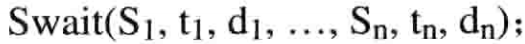 Swait(S₁, t₁, d₁, …, Sₙ, tₙ, dₙ);